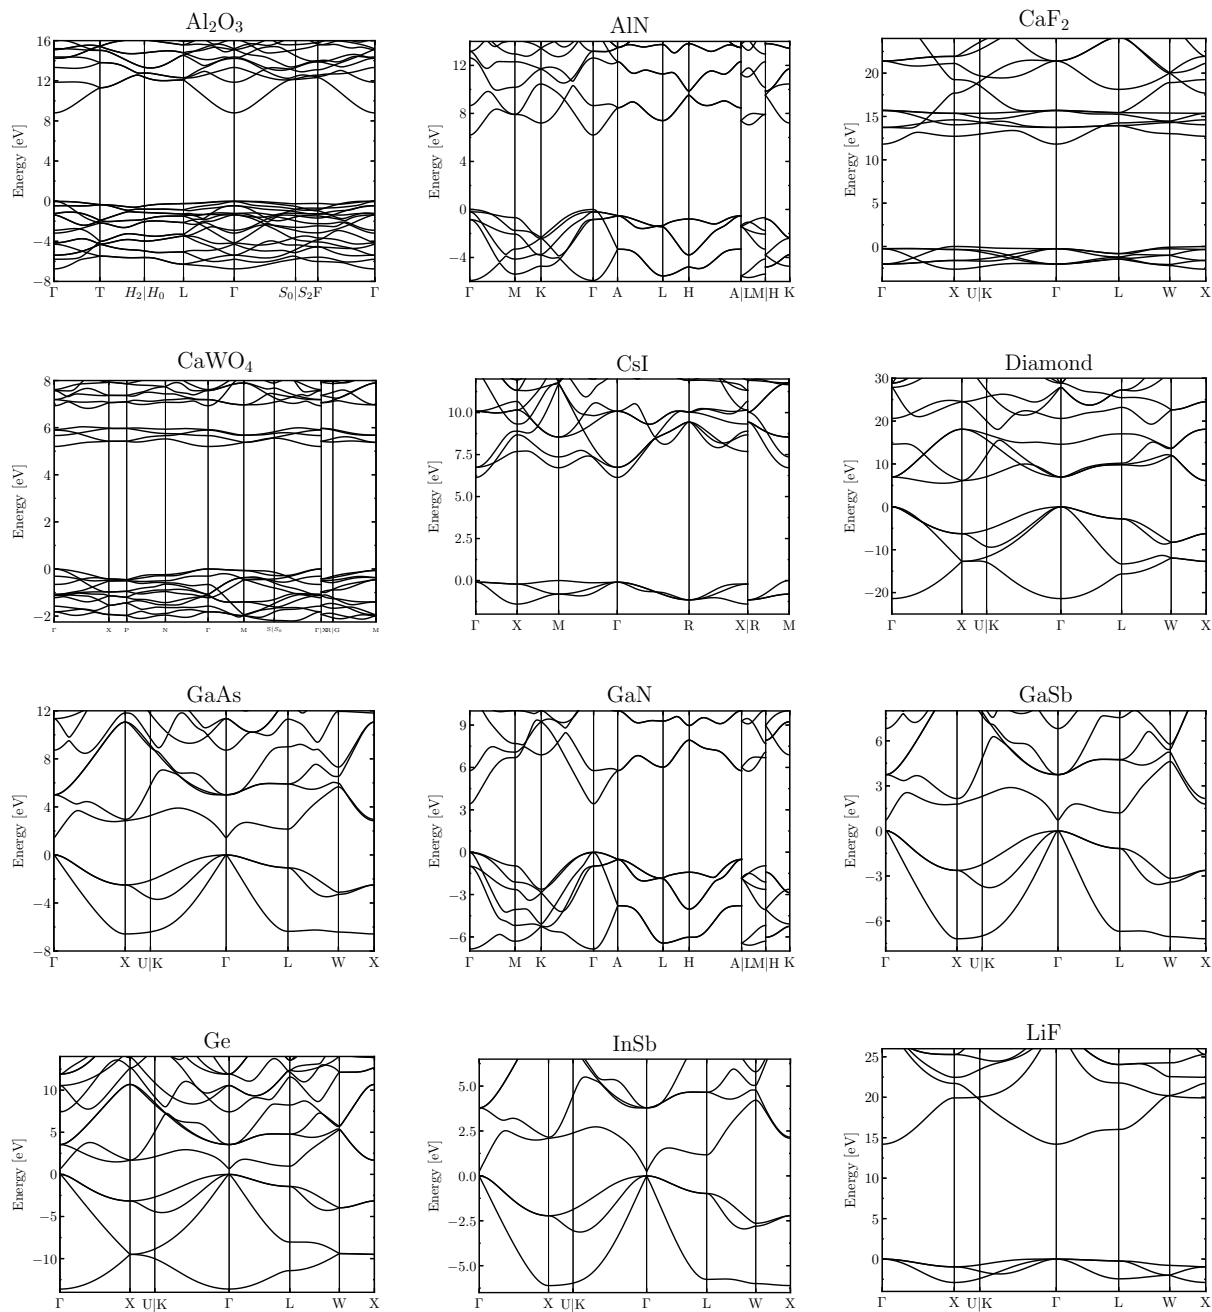 Al₂O₃
Energy [eV]
16
12
8
4
0
−4
−8
Γ T H₂|H₀ L Γ S₀|S₂F Γ
AlN
Energy [eV]
12
8
4
0
−4
Γ M K Γ A L H A|LM|H K
CaF₂
Energy [eV]
20
15
10
5
0
Γ X U|K Γ L W X
CaWO₄
Energy [eV]
8
6
4
2
0
−2
Γ X P N Γ M S|S₀ Γ|XR|G M
CsI
Energy [eV]
10.0
7.5
5.0
2.5
0.0
Γ X M Γ R X|R M
Diamond
Energy [eV]
30
20
10
0
−10
−20
Γ X U|K Γ L W X
GaAs
Energy [eV]
12
8
4
0
−4
−8
Γ X U|K Γ L W X
GaN
Energy [eV]
9
6
3
0
−3
−6
Γ M K Γ A L H A|LM|H K
GaSb
Energy [eV]
6
3
0
−3
−6
Γ X U|K Γ L W X
Ge
Energy [eV]
10
5
0
−5
−10
Γ X U|K Γ L W X
InSb
Energy [eV]
5.0
2.5
0.0
−2.5
−5.0
Γ X U|K Γ L W X
LiF
Energy [eV]
25
20
15
10
5
0
Γ X U|K Γ L W X